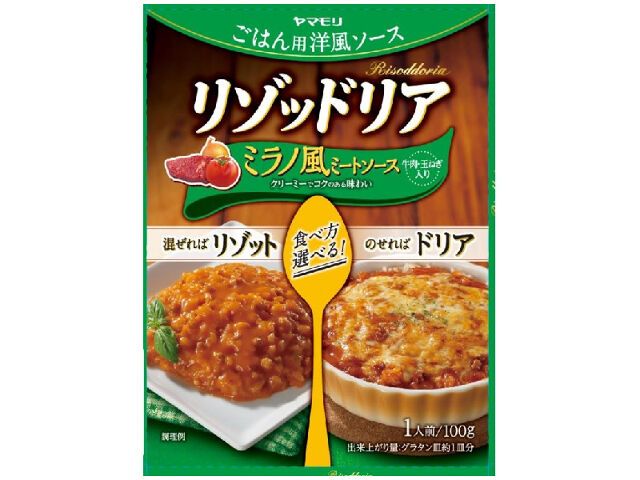 ヤマモリ
ごはん用洋風ソース
Risoddoria
リゾッドリア
ミラノ風ミートソース
牛肉・玉ねぎ
入り
クリーミーでコクのある味わい
食べ方
選べる!
混ぜればリゾット
のせればドリア
1人前/100g
出来上がり量:グラタン皿約1皿分
調理例
Risoddoria